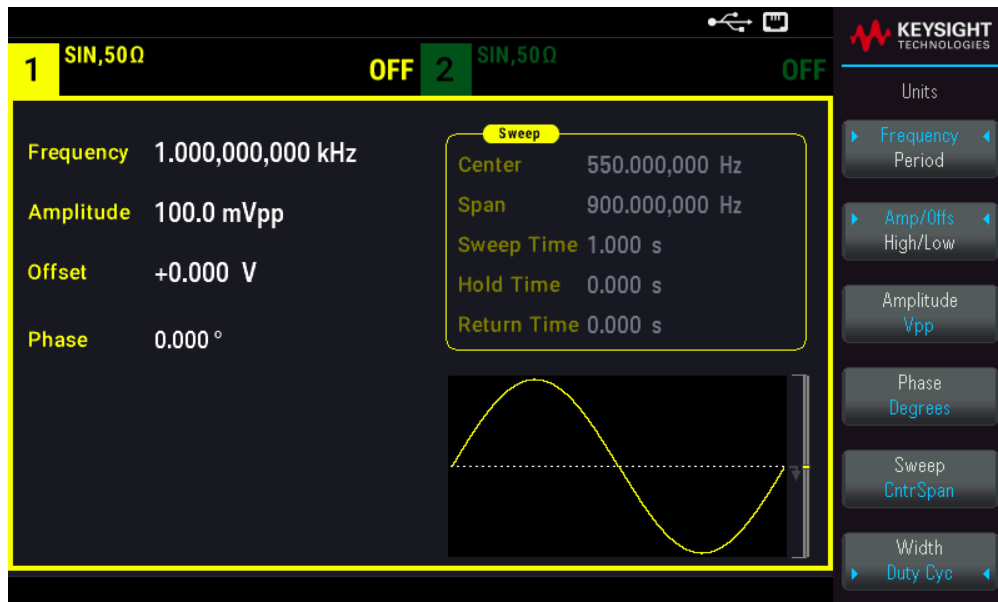 KEYSIGHT
TECHNOLOGIES
1 SIN,50Ω OFF 2 SIN,50Ω OFF
Units
Frequency 1.000,000,000 kHz
Amplitude 100.0 mVpp
Offset +0.000 V
Phase 0.000 °
Sweep
Center 550.000,000 Hz
Span 900.000,000 Hz
Sweep Time 1.000 s
Hold Time 0.000 s
Return Time 0.000 s
Frequency
Period
Amp/Offs
High/Low
Amplitude
Vpp
Phase
Degrees
Sweep
CntrSpan
Width
Duty Cyc